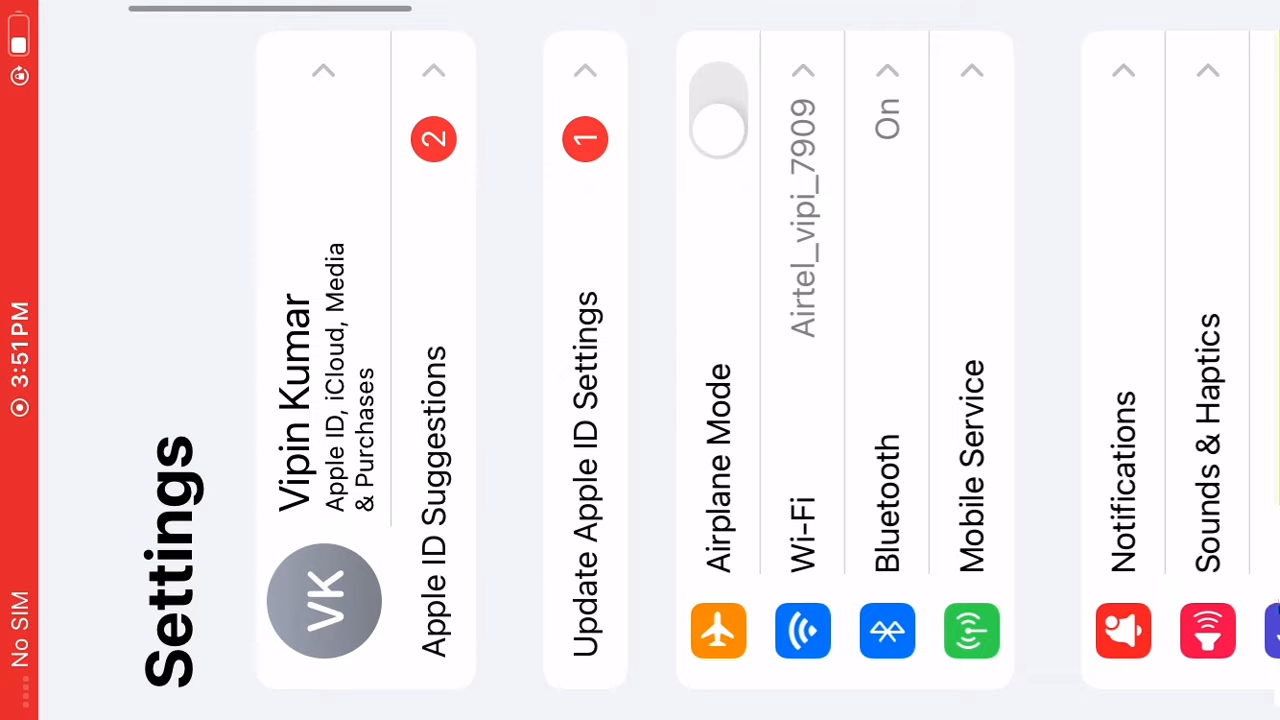 No SIM 3:51 PM
Settings
VK
Vipin Kumar
Apple ID, iCloud, Media
& Purchases
Apple ID Suggestions 2
Update Apple ID Settings 1
Airplane Mode
Wi-Fi Airtel_vipi_7909
Bluetooth On
Mobile Service
Notifications
Sounds & Haptics